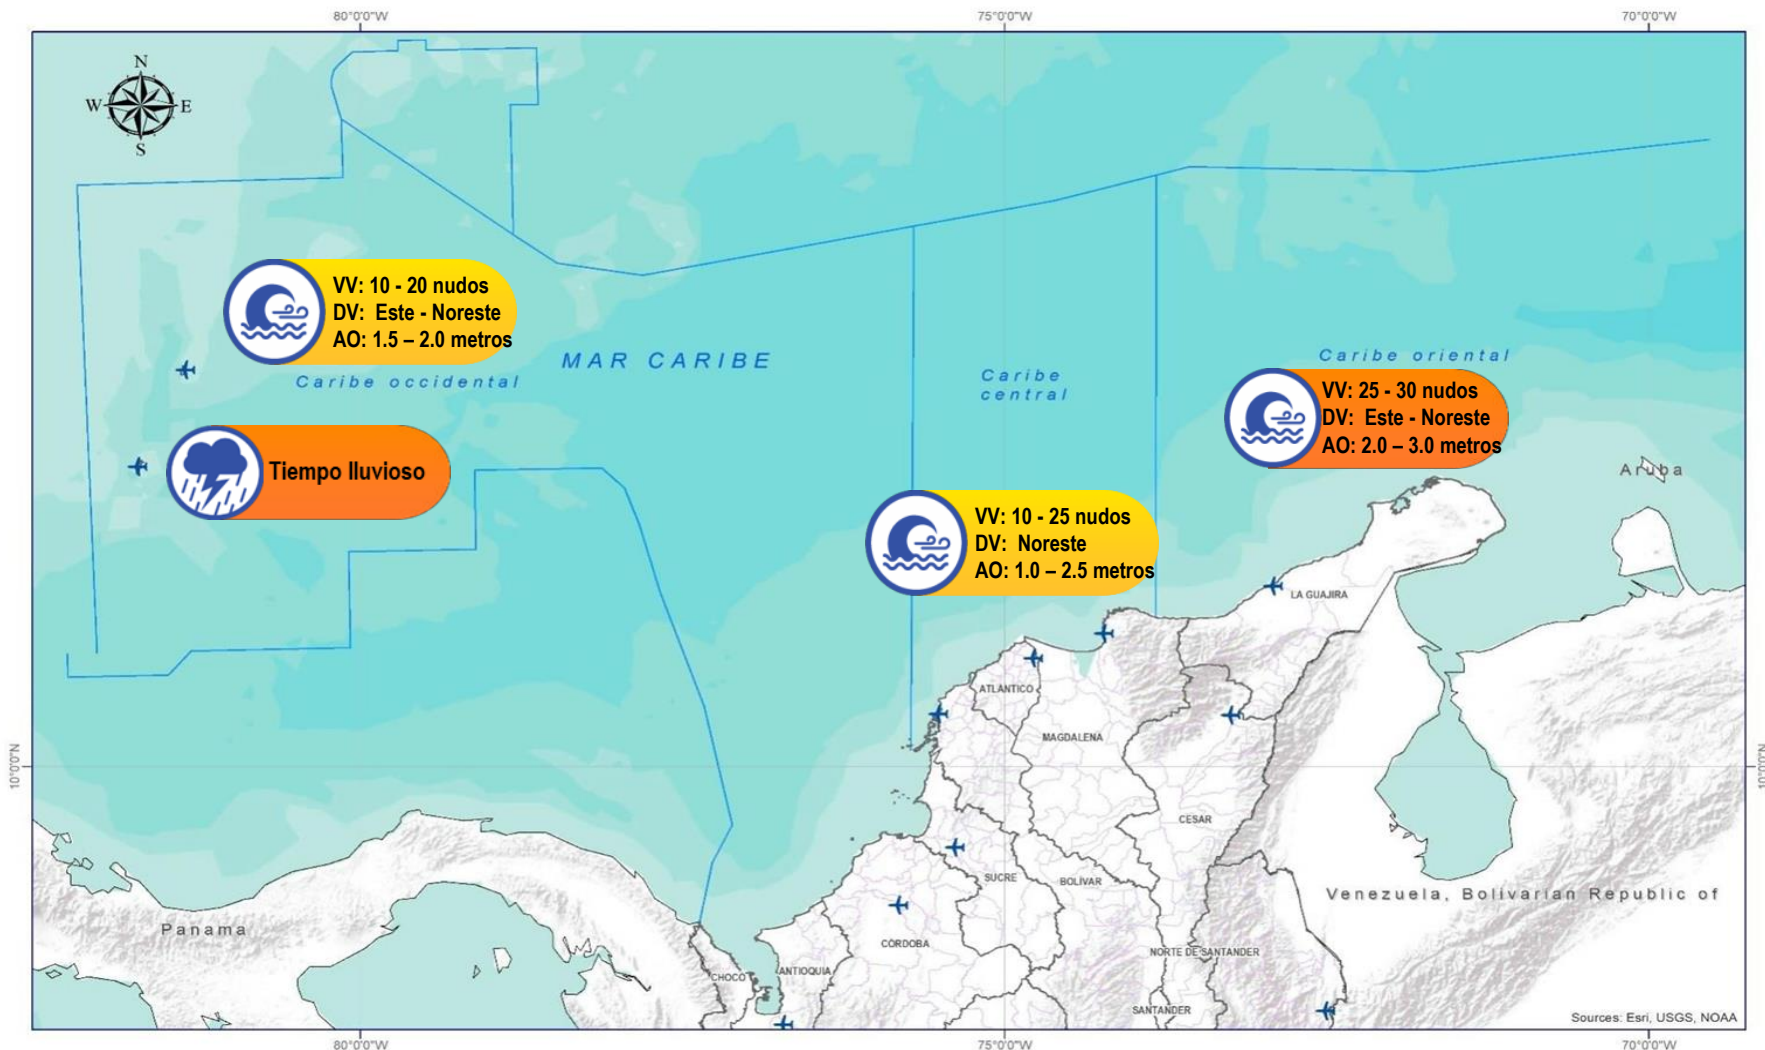 80°0'0"W
75°0'0"W
70°0'0"W
N
W
E
S
VV: 10 - 20 nudos
DV: Este - Noreste
AO: 1.5 – 2.0 metros
MAR CARIBE
Caribe occidental
Caribe
central
Caribe oriental
VV: 25 - 30 nudos
DV: Este - Noreste
AO: 2.0 – 3.0 metros
Tiempo lluvioso
Aruba
VV: 10 - 25 nudos
DV: Noreste
AO: 1.0 – 2.5 metros
LA GUAJIRA
ATLANTICO
MAGDALENA
10°0'0"N
10°0'0"N
CESAR
SUCRE
BOLÍVAR
Venezuela, Bolivarian Republic of
Panama
CÓRDOBA
NORTE DE SANTANDER
CHOCO
ANTIOQUIA
SANTANDER
Sources: Esri, USGS, NOAA
80°0'0"W
75°0'0"W
70°0'0"W